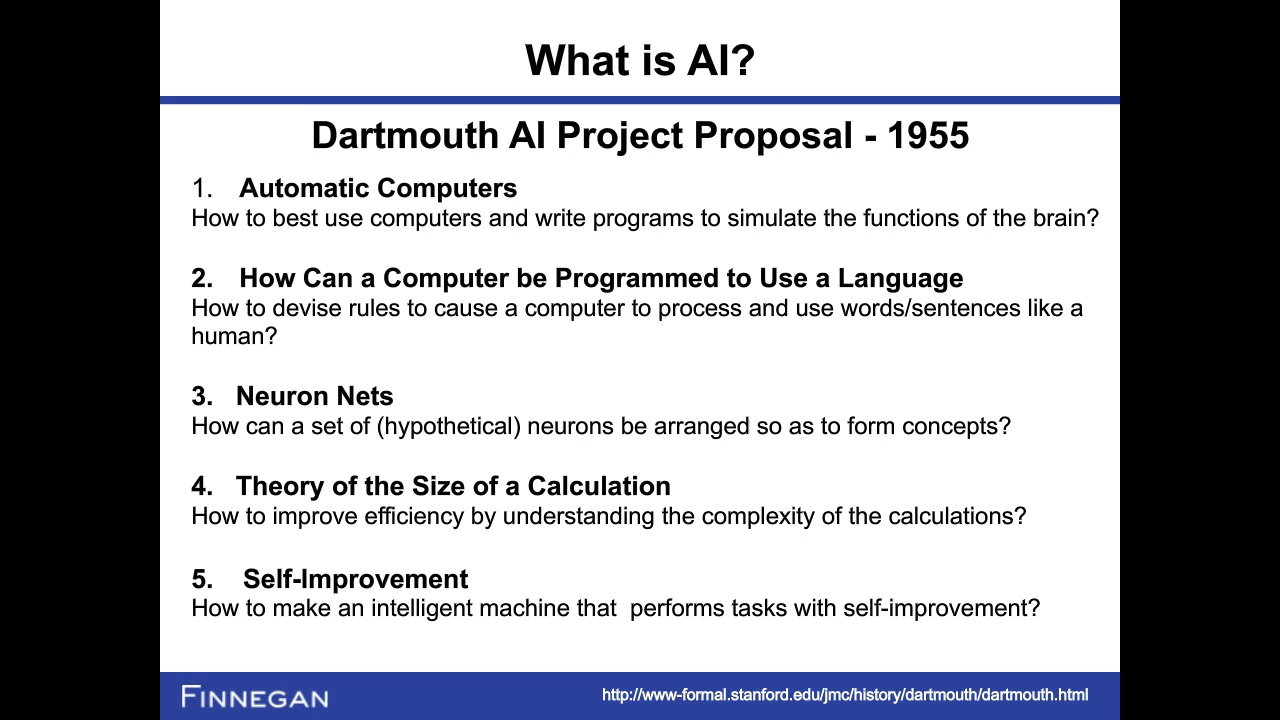 What is AI?
Dartmouth AI Project Proposal - 1955
1. Automatic Computers
How to best use computers and write programs to simulate the functions of the brain?
2. How Can a Computer be Programmed to Use a Language
How to devise rules to cause a computer to process and use words/sentences like a
human?
3. Neuron Nets
How can a set of (hypothetical) neurons be arranged so as to form concepts?
4. Theory of the Size of a Calculation
How to improve efficiency by understanding the complexity of the calculations?
5. Self-Improvement
How to make an intelligent machine that  performs tasks with self-improvement?
FINNEGAN
http://www-formal.stanford.edu/jmc/history/dartmouth/dartmouth.html